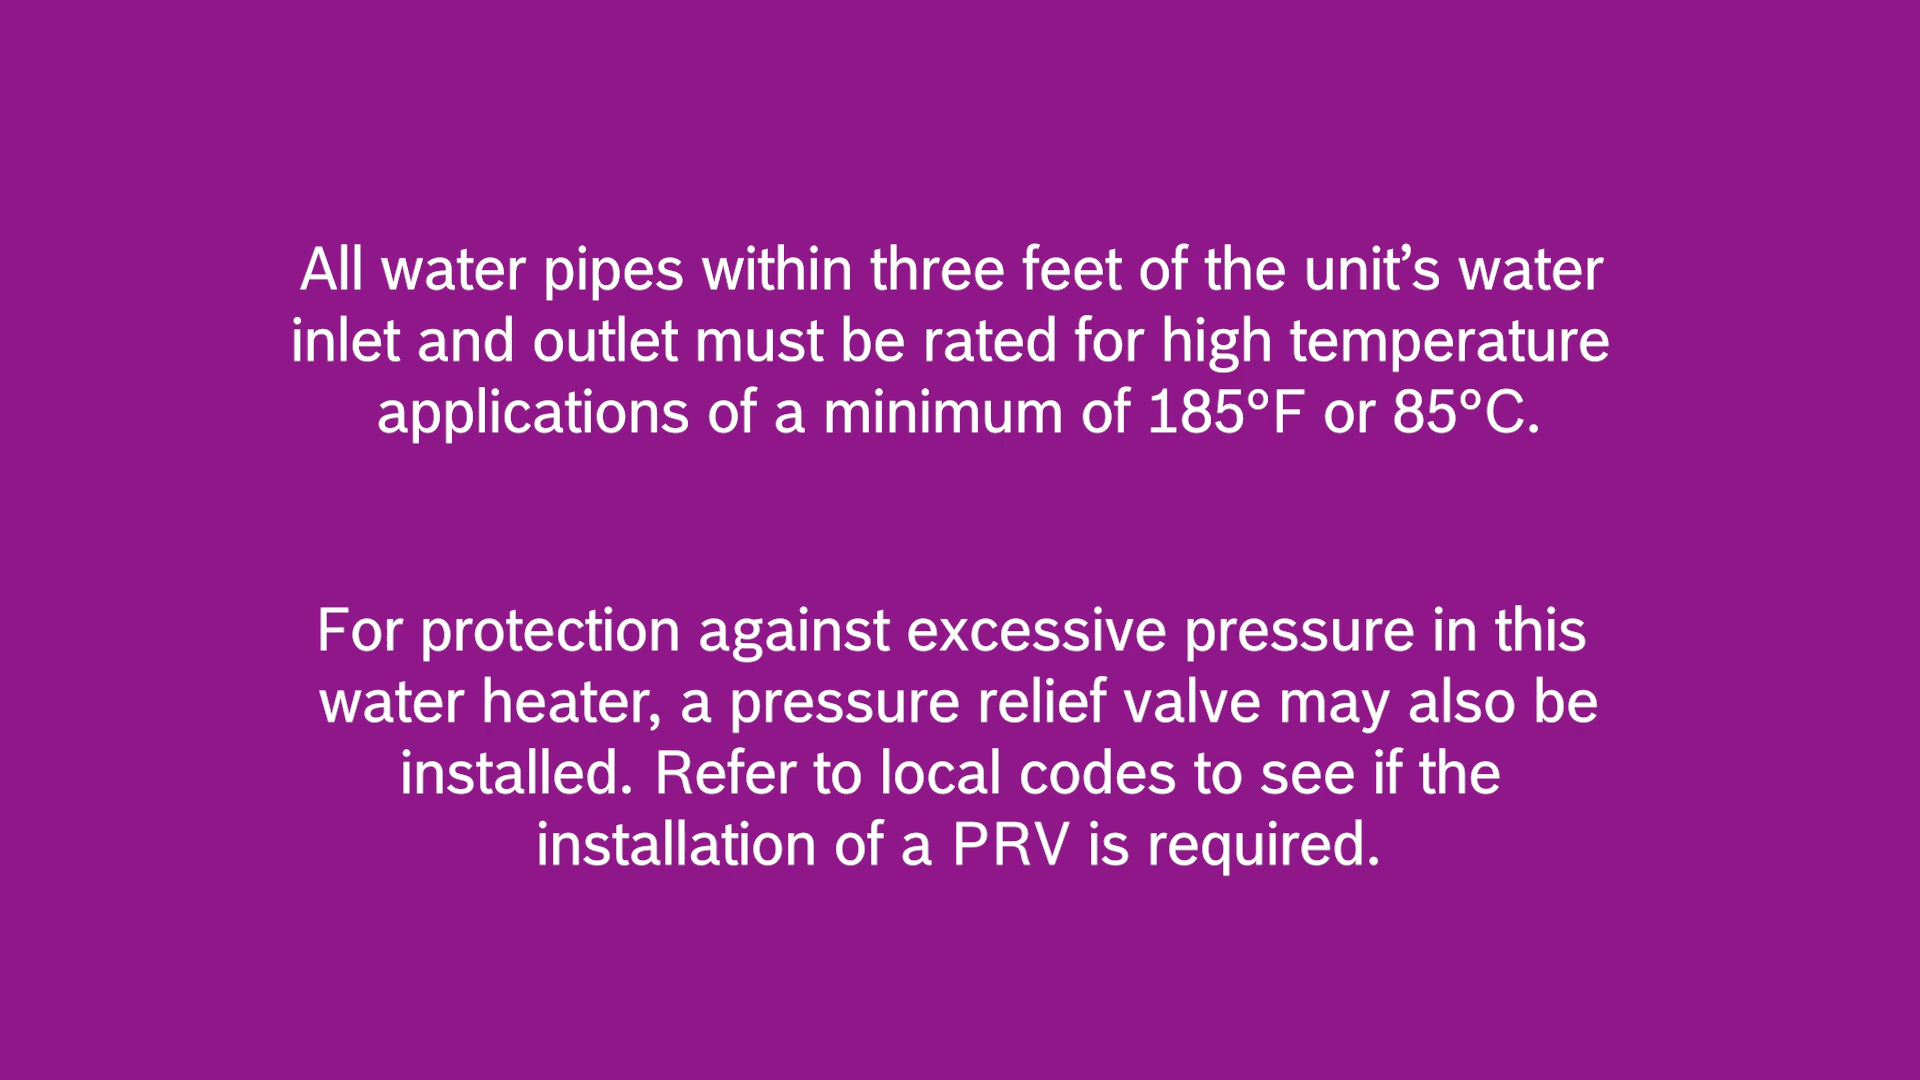 All water pipes within three feet of the unit’s water
inlet and outlet must be rated for high temperature
applications of a minimum of 185°F or 85°C.
For protection against excessive pressure in this
water heater, a pressure relief valve may also be
installed. Refer to local codes to see if the
installation of a PRV is required.